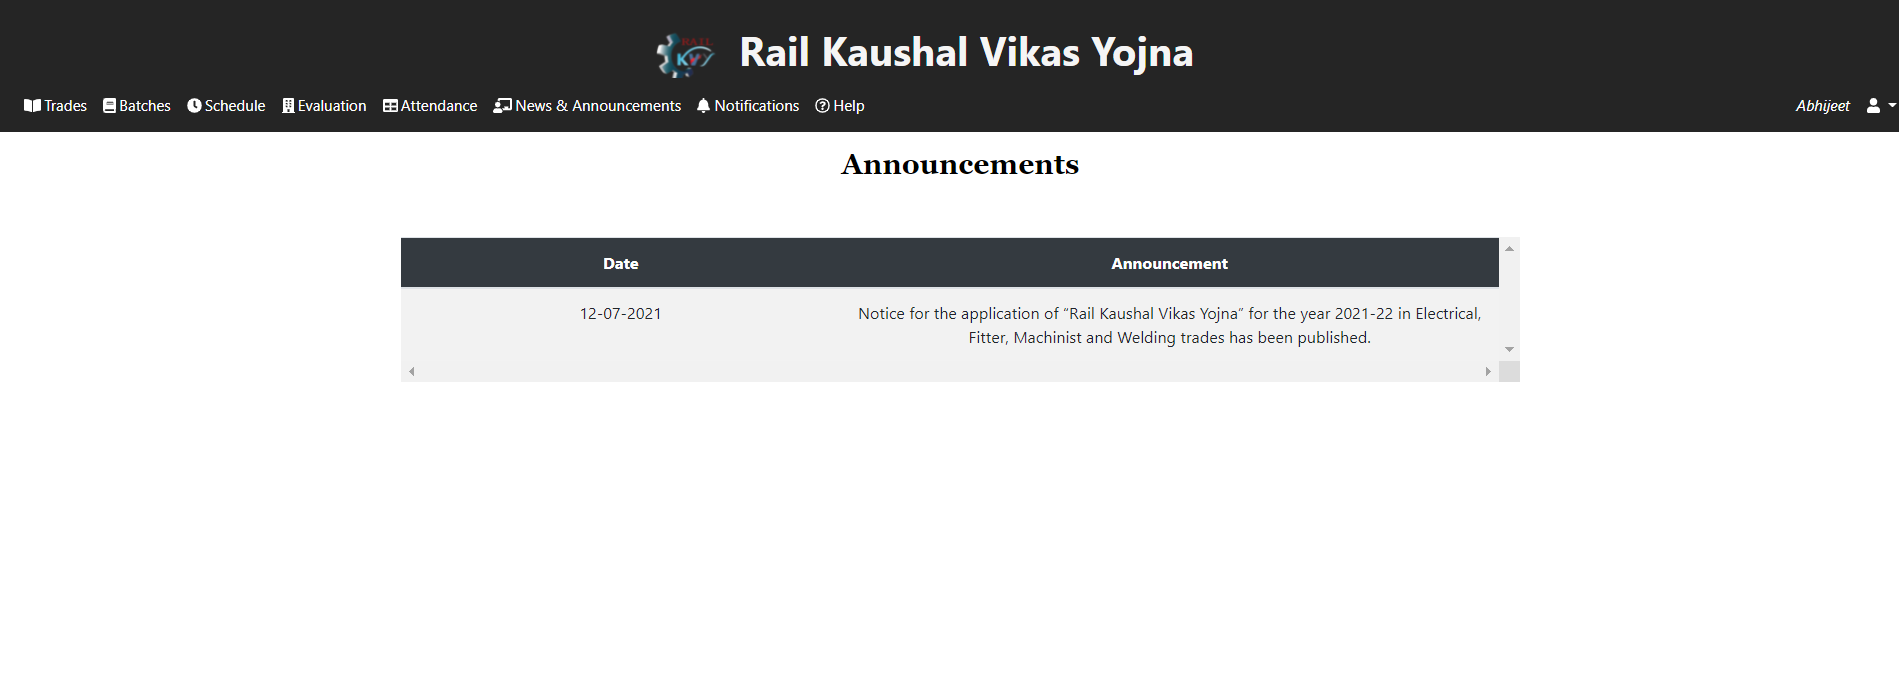 RAIL
KVY
Rail Kaushal Vikas Yojna
Trades Batches Schedule Evaluation Attendance News & Announcements Notifications Help Abhijeet
Announcements
Date Announcement
12-07-2021 Notice for the application of “Rail Kaushal Vikas Yojna” for the year 2021-22 in Electrical,
Fitter, Machinist and Welding trades has been published.